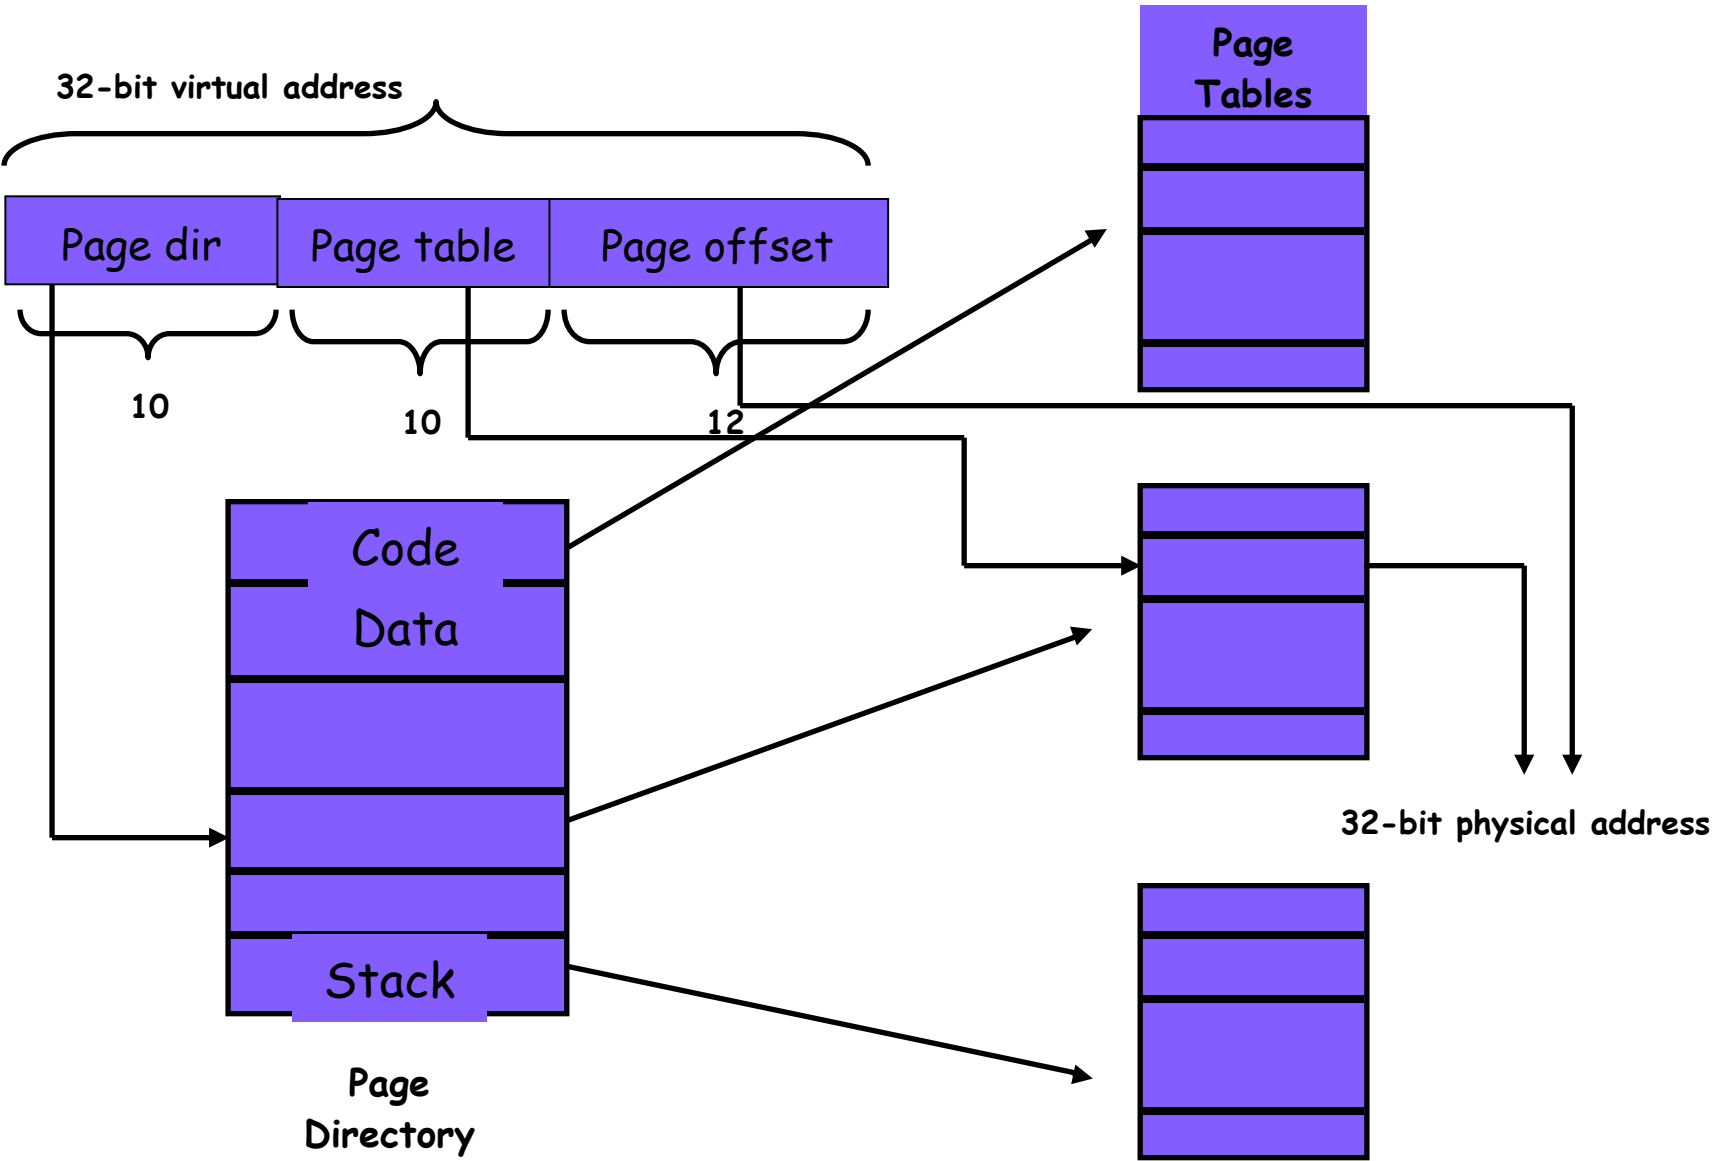 32-bit virtual address
Page
Tables
Page dir
Page table
Page offset
10
10
12
Code
Data
Stack
32-bit physical address
Page
Directory